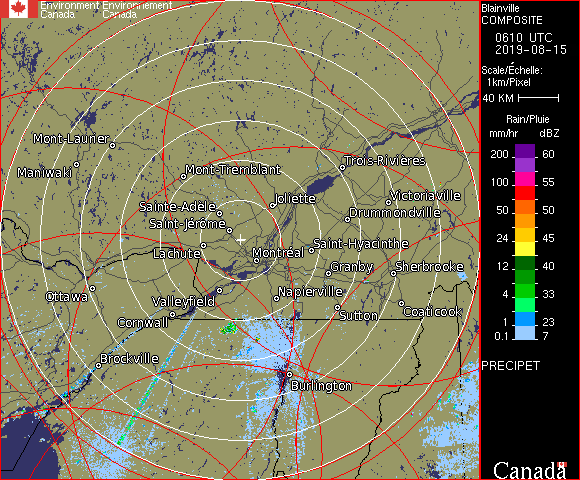 Environment Environnement
Canada Canada
Blainville
COMPOSITE
0610 UTC
2019-08-15
Scale/Échelle:
1km/Pixel
40 KM
Rain/Pluie
mm/hr dBZ
200 60
100 55
50 50
24 45
12 40
4 33
1 23
0.1 7
PRECIPET
Mont-Laurier
Maniwaki
Mont-Tremblant
Trois-Rivières
Joliette
Victoriaville
Sainte-Adèle
Drummondville
Saint-Jérôme
Saint-Hyacinthe
Lachute
Montréal
Granby
Sherbrooke
Ottawa
Valleyfield
Napierville
Cornwall
Sutton
Coaticook
Brockville
Burlington
Canada